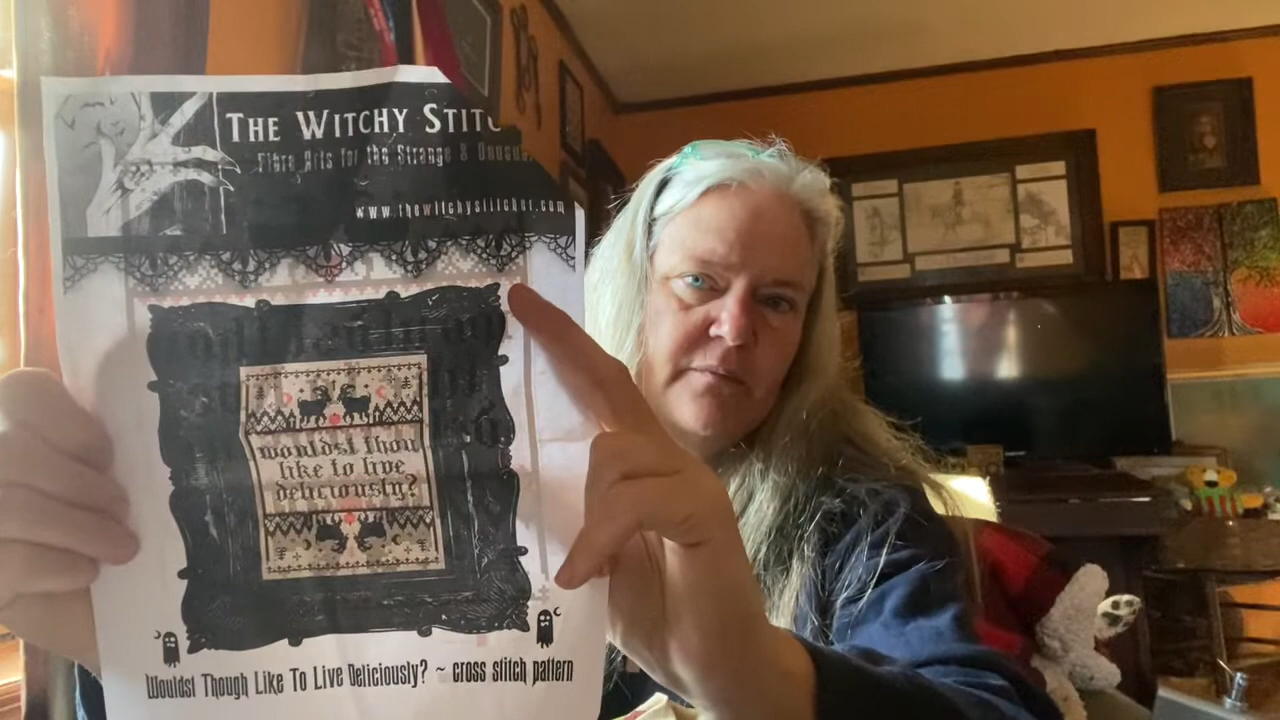 THE WITCHY STITC
Fibre Arts for the Strange & Unusu
www.thewitchystitcher.com
wouldst thou
like to live
deliciously?
Wouldst Though Like To Live Deliciously? ~ cross stitch pattern